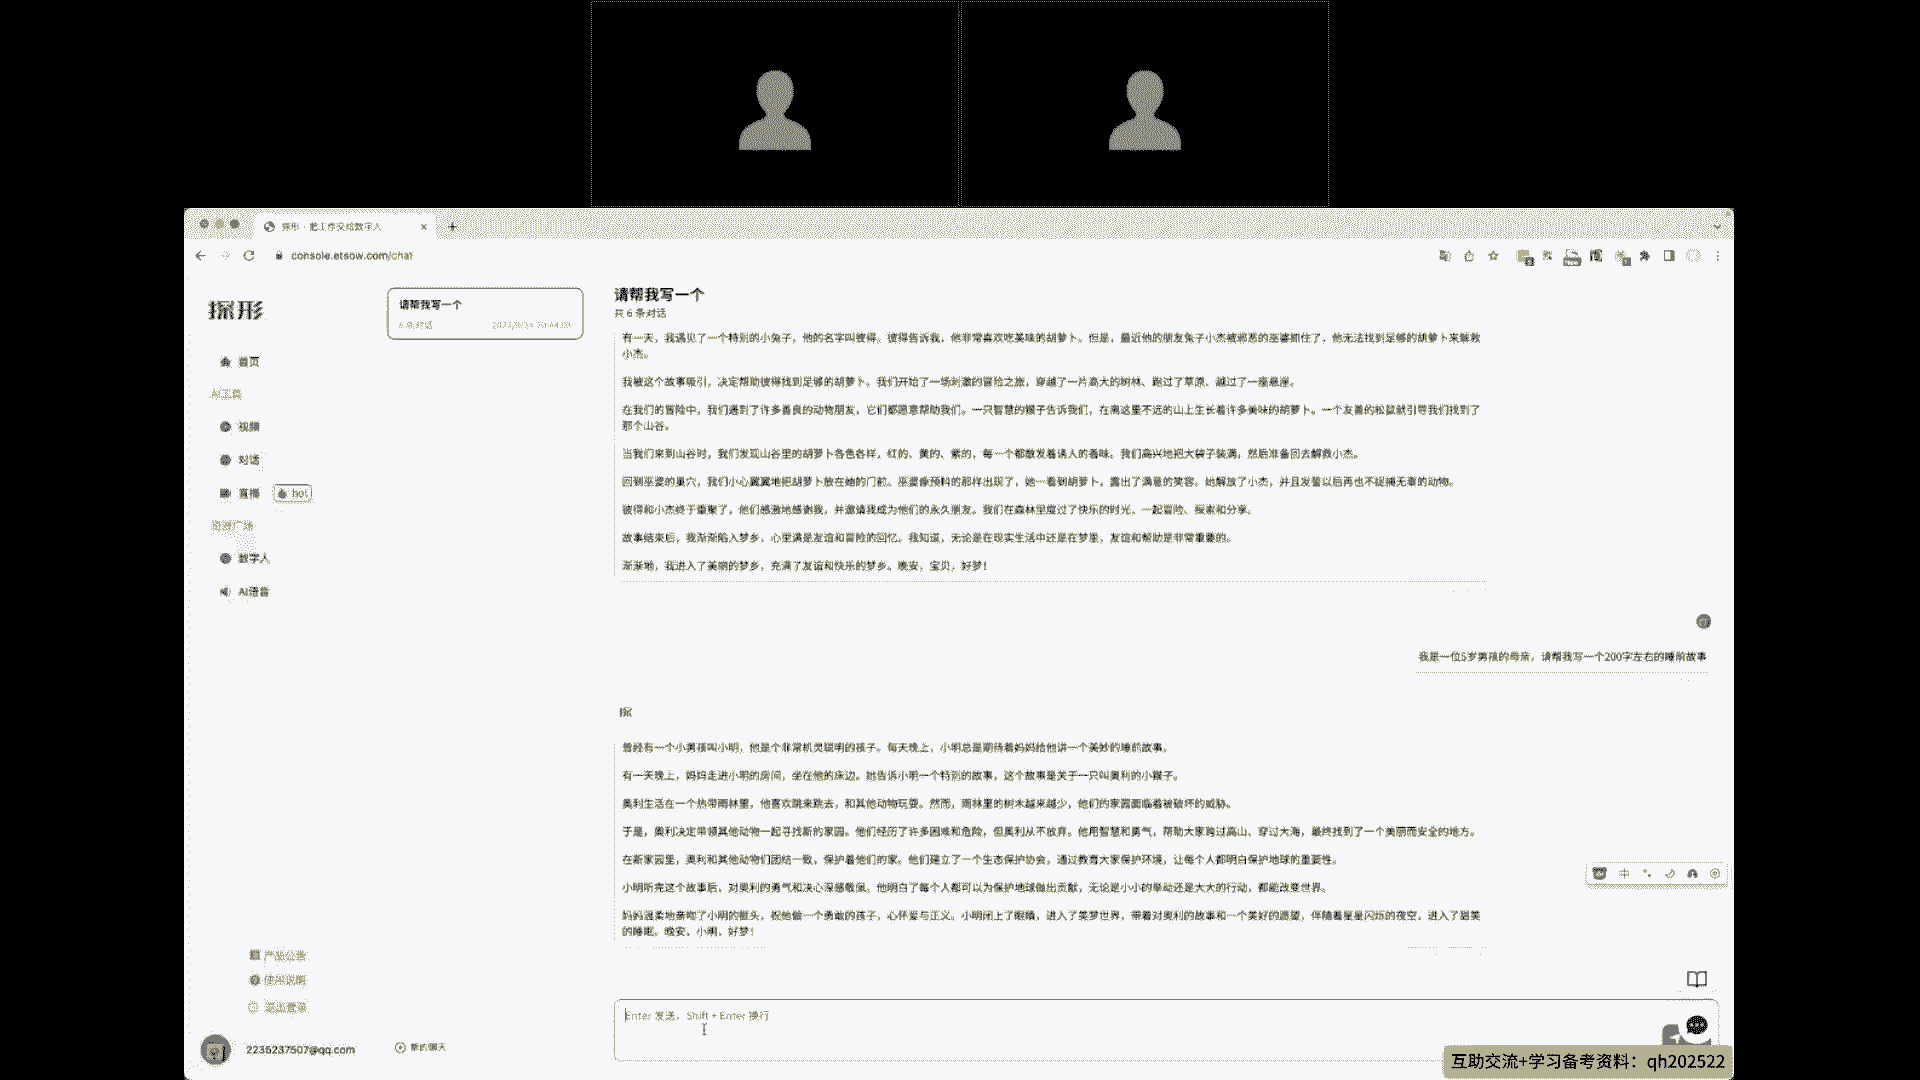 探形 · 把工作交给数字人
console.etsow.com/chat
探形
首页
AI工具
视频
对话
直播 hot
资源广场
数字人
AI语音
产品公告
使用说明
退出登录
2235237507@qq.com
请帮我写一个
6 条对话
新的聊天
请帮我写一个
共 6 条对话
有一天，我遇见了一个特别的小兔子，他的名字叫彼得。彼得告诉我，他非常喜欢吃美味的胡萝卜。但是，最近他的朋友兔子小杰被邪恶的巫婆抓住了，他无法找到足够的胡萝卜来解救
小杰。
我被这个故事吸引，决定帮助彼得找到足够的胡萝卜。我们开始了一场刺激的冒险之旅，穿越了一片高大的树林、跑过了草原、越过了一座悬崖。
在我们的冒险中，我们遇到了许多善良的动物朋友，它们都愿意帮助我们。一只智慧的猴子告诉我们，在离这里不远的山上生长着许多美味的胡萝卜。一个友善的松鼠就引导我们找到了
那个山谷。
当我们来到山谷时，我们发现山谷里的胡萝卜各色各样，红的、黄的、紫的，每一个都散发着诱人的香味。我们高兴地把大袋子装满，然后准备回去解救小杰。
回到巫婆的巢穴，我们小心翼翼地把胡萝卜放在她的门前。巫婆像预料的那样出现了，她一看到胡萝卜，露出了满意的笑容。她解放了小杰，并且发誓以后再也不捉捕无辜的动物。
彼得和小杰终于重聚了，他们感激地感谢我，并邀请我成为他们的永久朋友。我们在森林里度过了快乐的时光，一起冒险、探索和分享。
故事结束后，我渐渐陷入梦乡，心里满是友谊和冒险的回忆。我知道，无论是在现实生活中还是在梦里，友谊和帮助是非常重要的。
渐渐地，我进入了美丽的梦乡，充满了友谊和快乐的梦乡。晚安，宝贝，好梦！
我是一位5岁男孩的母亲，请帮我写一个200字左右的睡前故事
探
曾经有一个小男孩叫小明，他是个非常机灵聪明的孩子。每天晚上，小明总是期待着妈妈给他讲一个美妙的睡前故事。
有一天晚上，妈妈走进小明的房间，坐在他的床边。她告诉小明一个特别的故事，这个故事是关于一只叫奥利的小猴子。
奥利生活在一个热带雨林里，他喜欢跳来跳去，和其他动物玩耍。然而，雨林里的树木越来越少，他们的家园面临着被破坏的威胁。
于是，奥利决定带领其他动物一起寻找新的家园。他们经历了许多困难和危险，但奥利从不放弃。他用智慧和勇气，帮助大家跨过高山、穿过大海，最终找到了一个美丽而安全的地方。
在新家园里，奥利和其他动物们团结一致，保护着他们的家。他们建立了一个生态保护协会，通过教育大家保护环境，让每个人都明白保护地球的重要性。
小明听完这个故事后，对奥利的勇气和决心深感敬佩。他明白了每个人都可以为保护地球做出贡献，无论是小小的举动还是大大的行动，都能改变世界。
妈妈温柔地亲吻了小明的额头，祝他做一个勇敢的孩子，心怀爱与正义。小明闭上了眼睛，进入了美梦世界，带着对奥利的故事和一个美好的愿望，伴随着星星闪烁的夜空，进入了甜美
的睡眠。晚安，小明，好梦！
中
Enter 发送，Shift + Enter 换行
互助交流+学习备考资料：qh202522